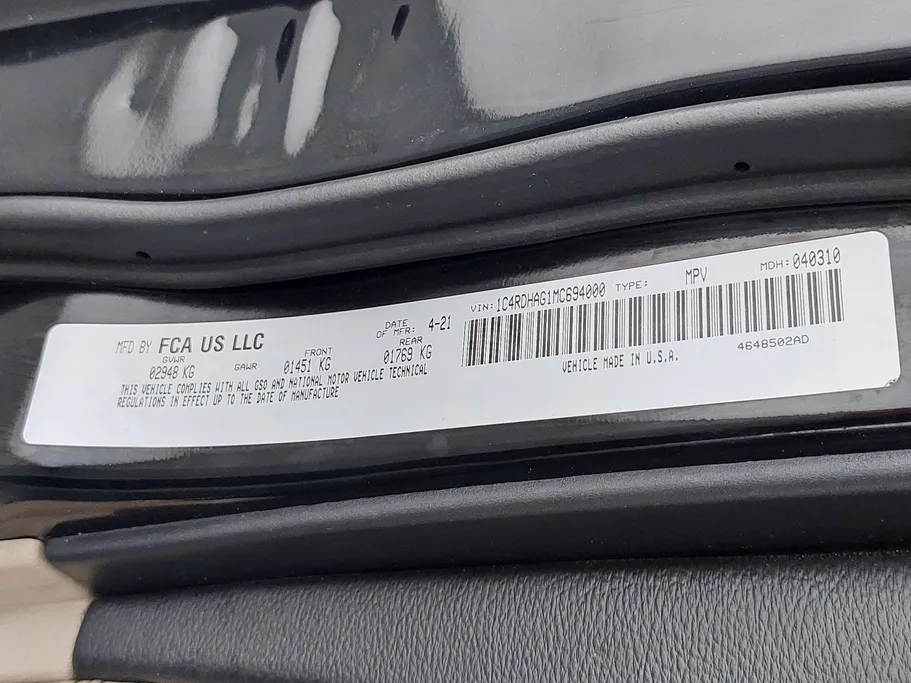 MFD BY FCA US LLC DATE OF MFR: 4-21 VIN: 1C4RDHAG1MC694000 TYPE: MPV MDH: 040310
GVWR 02948 KG GAWR FRONT 01451 KG REAR 01769 KG
THIS VEHICLE COMPLIES WITH ALL GSO AND NATIONAL MOTOR VEHICLE TECHNICAL
REGULATIONS IN EFFECT UP TO THE DATE OF MANUFACTURE
VEHICLE MADE IN U.S.A. 4648502AD